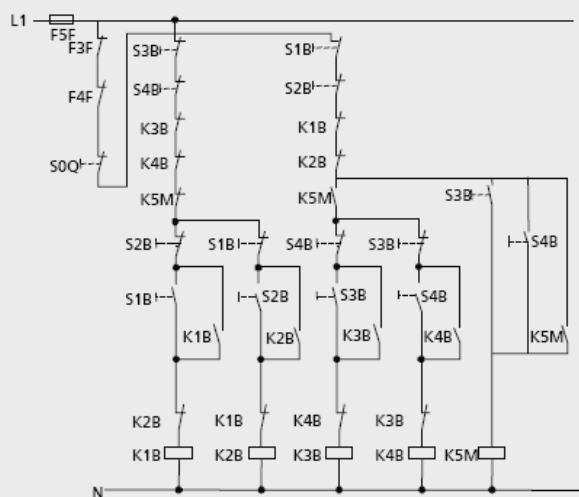 L1
F5F
F3F S3B S1B
F4F S4B S2B
K3B K1B
S0Q K4B K2B
K5M K5M S3B
S2B S1B S4B S3B S4B
S1B S2B S3B S4B
K1B K2B K3B K4B K5M
K2B K1B K4B K3B
K1B K2B K3B K4B K5M
N